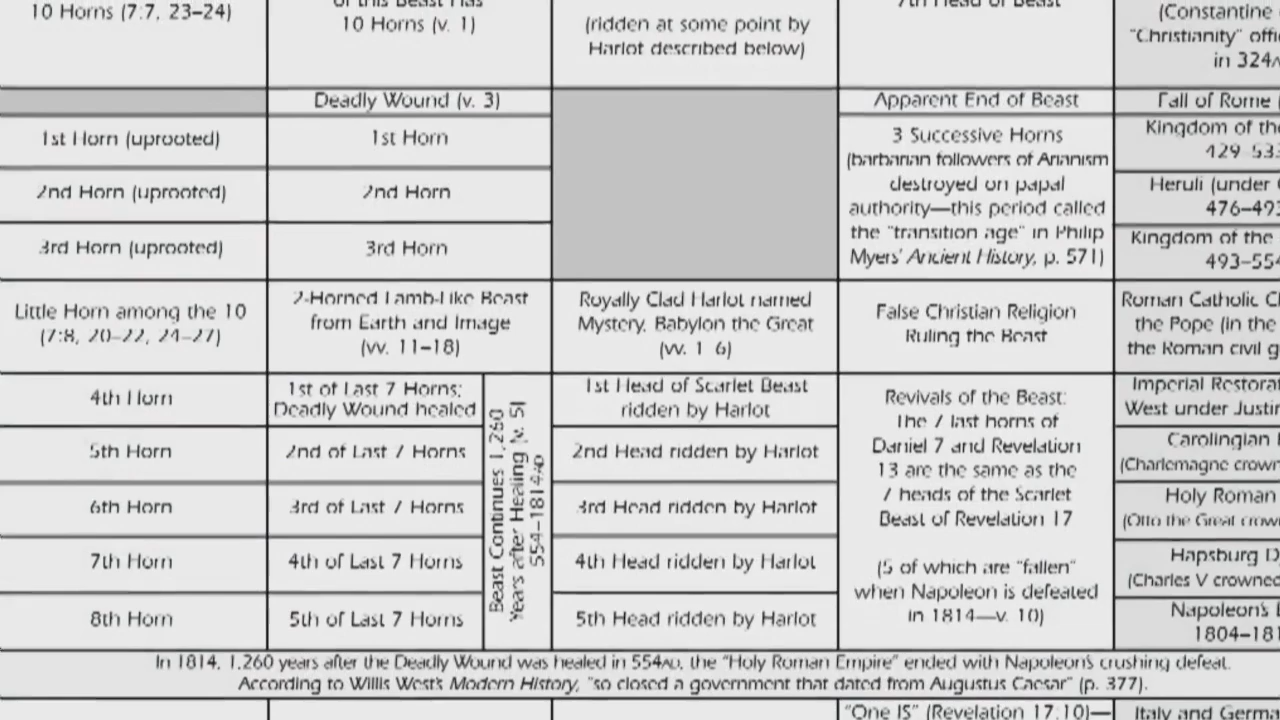 10 Horns (7:7, 23–24)
of this Beast has
10 Horns (v. 1)
(ridden at some point by
Harlot described below)
7th Head of Beast
(Constantine
"Christianity"
in 324
Deadly Wound (v. 3)
Apparent End of Beast
Fall of Rome
1st Horn (uprooted)
1st Horn
3 Successive Horns
(barbarian followers of Arianism
destroyed on papal
authority—this period called
the "transition age" in Philip
Myers' Ancient History, p. 571)
Kingdom of the
429–533
2nd Horn (uprooted)
2nd Horn
Heruli (under
476–493
3rd Horn (uprooted)
3rd Horn
Kingdom of the
493–554
Little Horn among the 10
(7:8, 20–22, 24–27)
2-Horned Lamb-Like Beast
from Earth and Image
(vv. 11–18)
Royally Clad Harlot named
Mystery, Babylon the Great
(vv. 1–6)
False Christian Religion
Ruling the Beast
Roman Catholic
the Pope (in the
the Roman civil
4th Horn
1st of Last 7 Horns;
Deadly Wound healed
Beast Continues 1,260
Years after Healing (v. 5)
554–1814AD
1st Head of Scarlet Beast
ridden by Harlot
Revivals of the Beast:
The 7 last horns of
Daniel 7 and Revelation
13 are the same as the
7 heads of the Scarlet
Beast of Revelation 17
(5 of which are "fallen"
when Napoleon is defeated
in 1814—v. 10)
Imperial
West under
5th Horn
2nd of Last 7 Horns
2nd Head ridden by Harlot
Carolingian
(Charlemagne
6th Horn
3rd of Last 7 Horns
3rd Head ridden by Harlot
Holy Roman
(Otto the Great
7th Horn
4th of Last 7 Horns
4th Head ridden by Harlot
Hapsburg
(Charles V crowned
8th Horn
5th of Last 7 Horns
5th Head ridden by Harlot
Napoleon's
1804–181
In 1814, 1,260 years after the Deadly Wound was healed in 554AD, the "Holy Roman Empire" ended with Napoleon's crushing defeat.
According to Willis West's Modern History, "so closed a government that dated from Augustus Caesar" (p. 377).
"One IS" (Revelation 17:10)—
Italy and